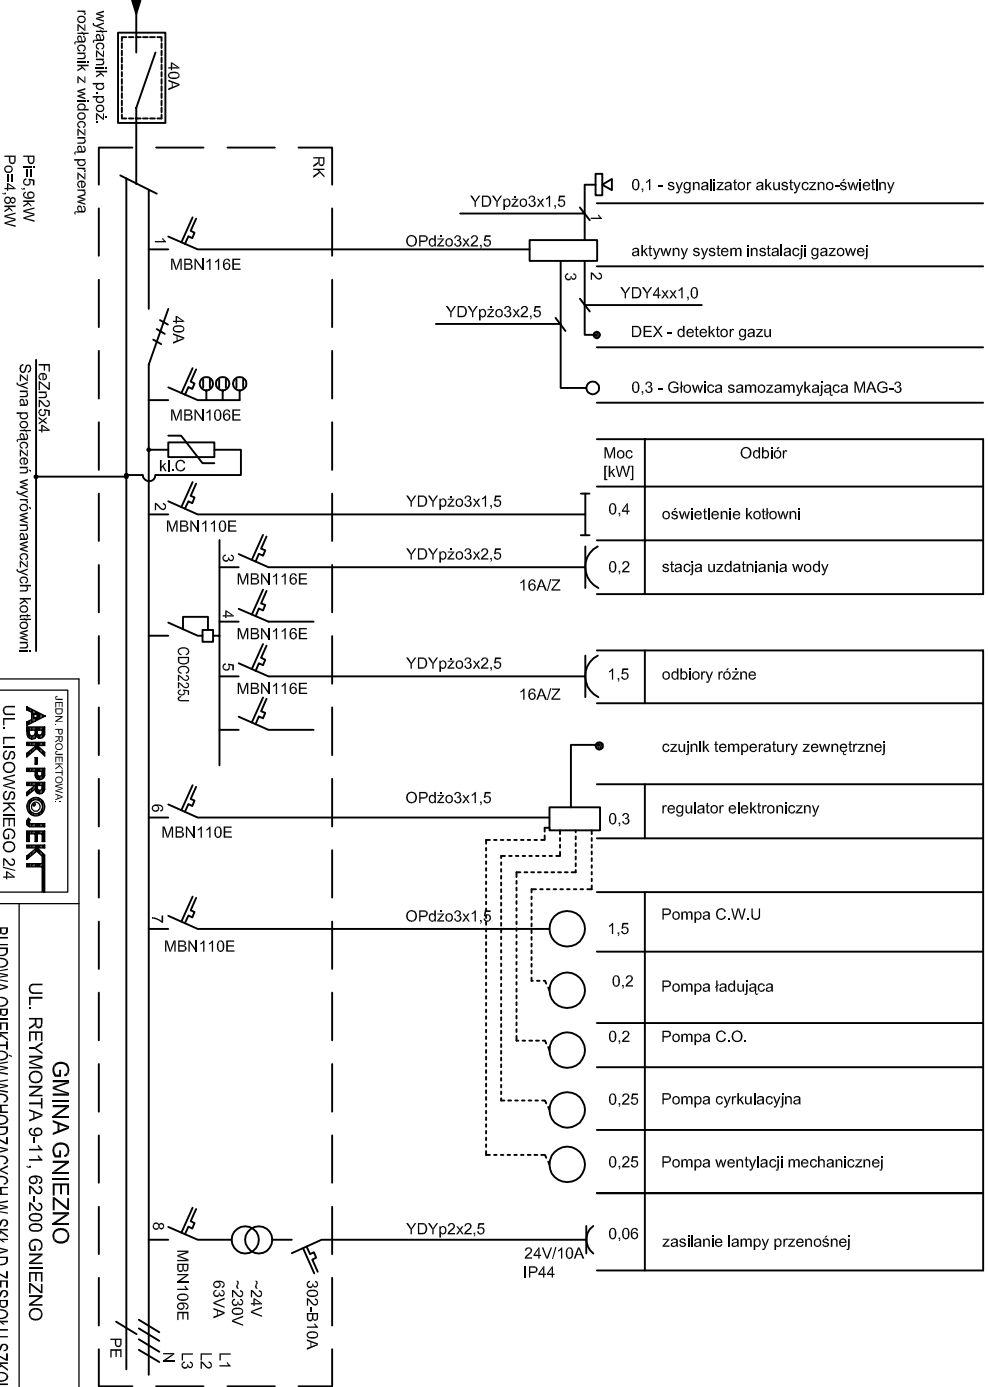 40A
wyłącznik p.poż.
rozłącznik z widoczną przerwą
Pi=5,9kW
Po=4,8kW
RK
0,1 - sygnalizator akustyczno-świetlny
YDYpżo3x1,5
1
1
MBN116E
OPdżo3x2,5
aktywny system instalacji gazowej
3
2
YDY4xx1,0
YDYpżo3x2,5
DEX - detektor gazu
40A
0,3 - Głowica samozamykająca MAG-3
MBN106E
FeZn25x4
Szyna połączeń wyrównawczych kotłowni
kl.C
Moc
[kW]
Odbiór
2
MBN110E
YDYpżo3x1,5
0,4
oświetlenie kotłowni
3
MBN116E
YDYpżo3x2,5
16A/Z
0,2
stacja uzdatniania wody
4
MBN116E
CDC225J
5
MBN116E
YDYpżo3x2,5
16A/Z
1,5
odbiory różne
czujnik temperatury zewnętrznej
6
MBN110E
OPdżo3x1,5
0,3
regulator elektroniczny
7
MBN110E
OPdżo3x1,5
1,5
Pompa C.W.U
0,2
Pompa ładująca
0,2
Pompa C.O.
0,25
Pompa cyrkulacyjna
0,25
Pompa wentylacji mechanicznej
8
MBN106E
~24V
~230V
63VA
302-B10A
YDYp2x2,5
24V/10A
IP44
0,06
zasilanie lampy przenośnej
L1
L2
L3
N
PE
JEDN. PROJEKTOWA:
ABK-PROJEKT
UL. LISOWSKIEGO 2/4
GMINA GNIEZNO
UL. REYMONTA 9-11, 62-200 GNIEZNO
BUDOWA OBIEKTÓW WCHODZĄCYCH W SKŁAD ZESPOŁU